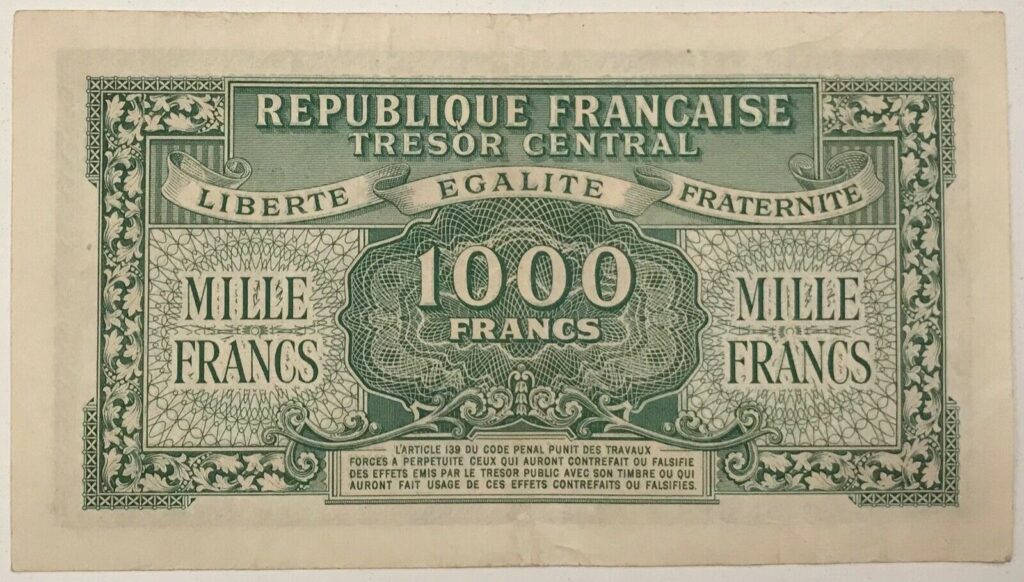 REPUBLIQUE FRANCAISE
TRESOR CENTRAL
LIBERTE EGALITE FRATERNITE
1000
FRANCS
MILLE
FRANCS
MILLE
FRANCS
L'ARTICLE 139 DU CODE PENAL PUNIT DES TRAVAUX
FORCES A PERPETUITE CEUX QUI AURONT CONTREFAIT OU FALSIFIE
DES EFFETS EMIS PAR LE TRESOR PUBLIC AVEC SON TIMBRE OU QUI
AURONT FAIT USAGE DE CES EFFETS CONTREFAITS OU FALSIFIES.